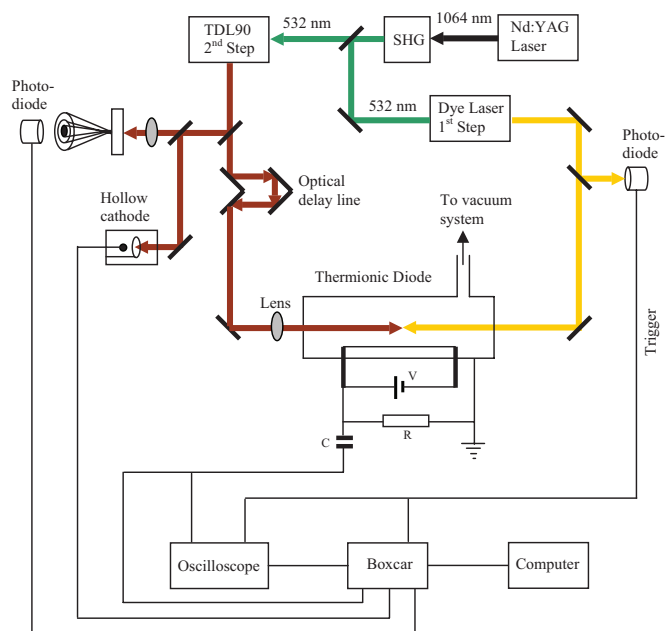 TDL90
2nd Step
532 nm
SHG
1064 nm
Nd:YAG
Laser
Photo-
diode
532 nm
Dye Laser
1st Step
Photo-
diode
Optical
delay line
Hollow
cathode
To vacuum
system
Thermionic Diode
Lens
Trigger
V
R
C
Oscilloscope
Boxcar
Computer